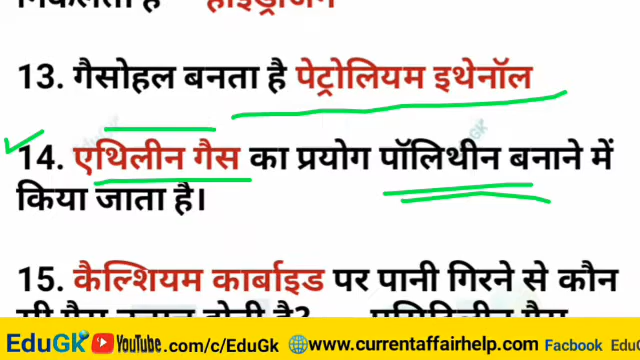 13. गैसोहल बनता है पेट्रोलियम इथेनॉल
14. एथिलीन गैस का प्रयोग पॉलिथीन बनाने में
किया जाता है।
15. कैल्शियम कार्बाइड पर पानी गिरने से कौन
EduGK YouTube.com/c/EduGk www.currentaffairhelp.com Facbook Edu